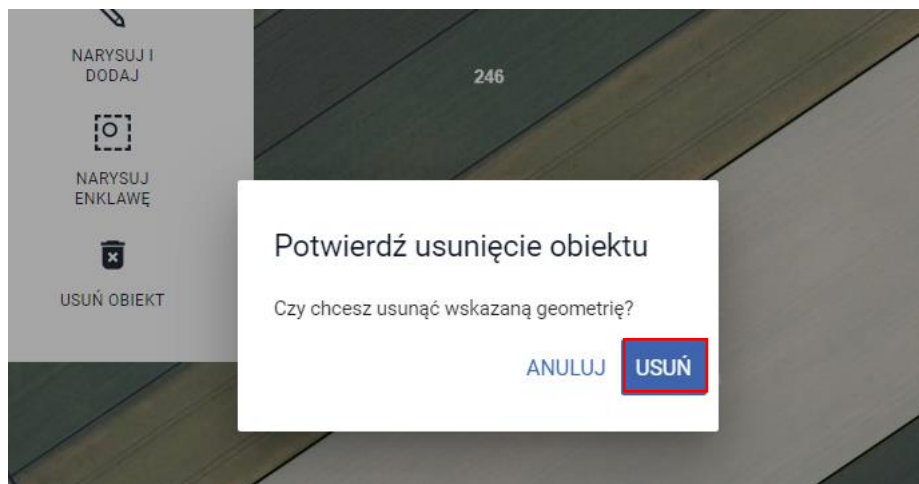 NARYSUJ I
DODAJ
246
NARYSUJ
ENKLAWĘ
USUŃ OBIEKT
Potwierdź usunięcie obiektu
Czy chcesz usunąć wskazaną geometrię?
ANULUJ USUŃ